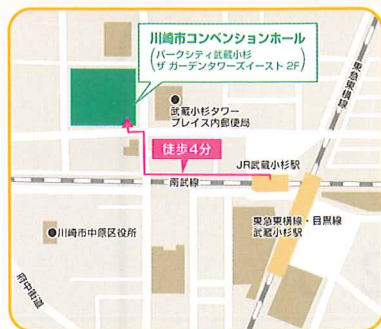 川崎市コンベンションホール
(パークシティ武蔵小杉
ザ ガーデンタワーズイースト 2F)
武蔵小杉タワー
プレイス内郵便局
東急東横線
徒歩4分
JR武蔵小杉駅
南武線
東急東横線・目黒線
武蔵小杉駅
川崎市中原区役所
府中街道